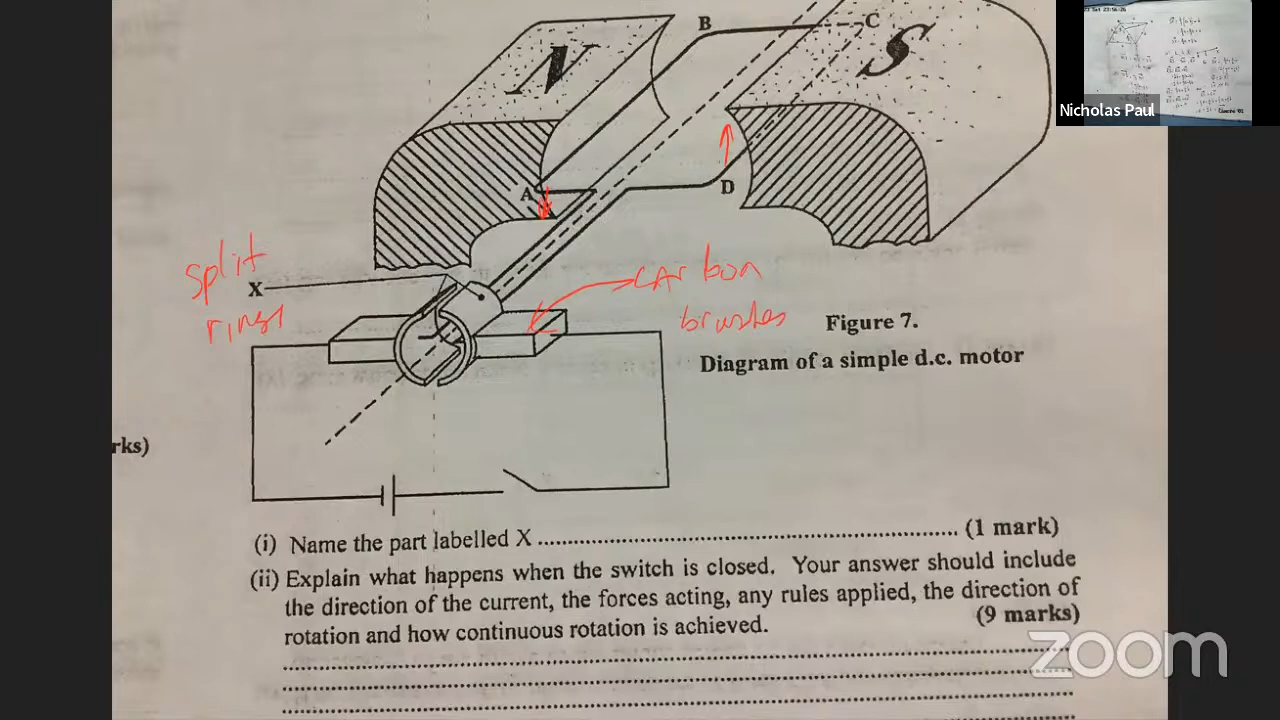 N
B
C
S
Nicholas Paul
A
D
split
rings
X
carbon
brushes
Figure 7.
Diagram of a simple d.c. motor
rks)
(i) Name the part labelled X ............................................................ (1 mark)
(ii) Explain what happens when the switch is closed. Your answer should include
the direction of the current, the forces acting, any rules applied, the direction of
rotation and how continuous rotation is achieved. (9 marks)
zoom